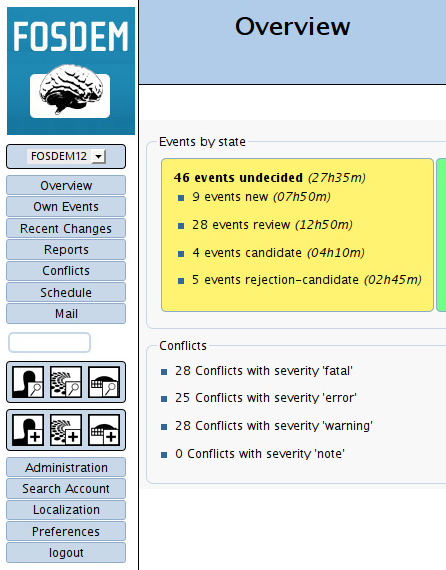 FOSDEM
FOSDEM12
Overview
Own Events
Recent Changes
Reports
Conflicts
Schedule
Mail
Administration
Search Account
Localization
Preferences
logout
Overview
Events by state
46 events undecided (27h35m)
9 events new (07h50m)
28 events review (12h50m)
4 events candidate (04h10m)
5 events rejection-candidate (02h45m)
Conflicts
28 Conflicts with severity 'fatal'
25 Conflicts with severity 'error'
28 Conflicts with severity 'warning'
0 Conflicts with severity 'note'